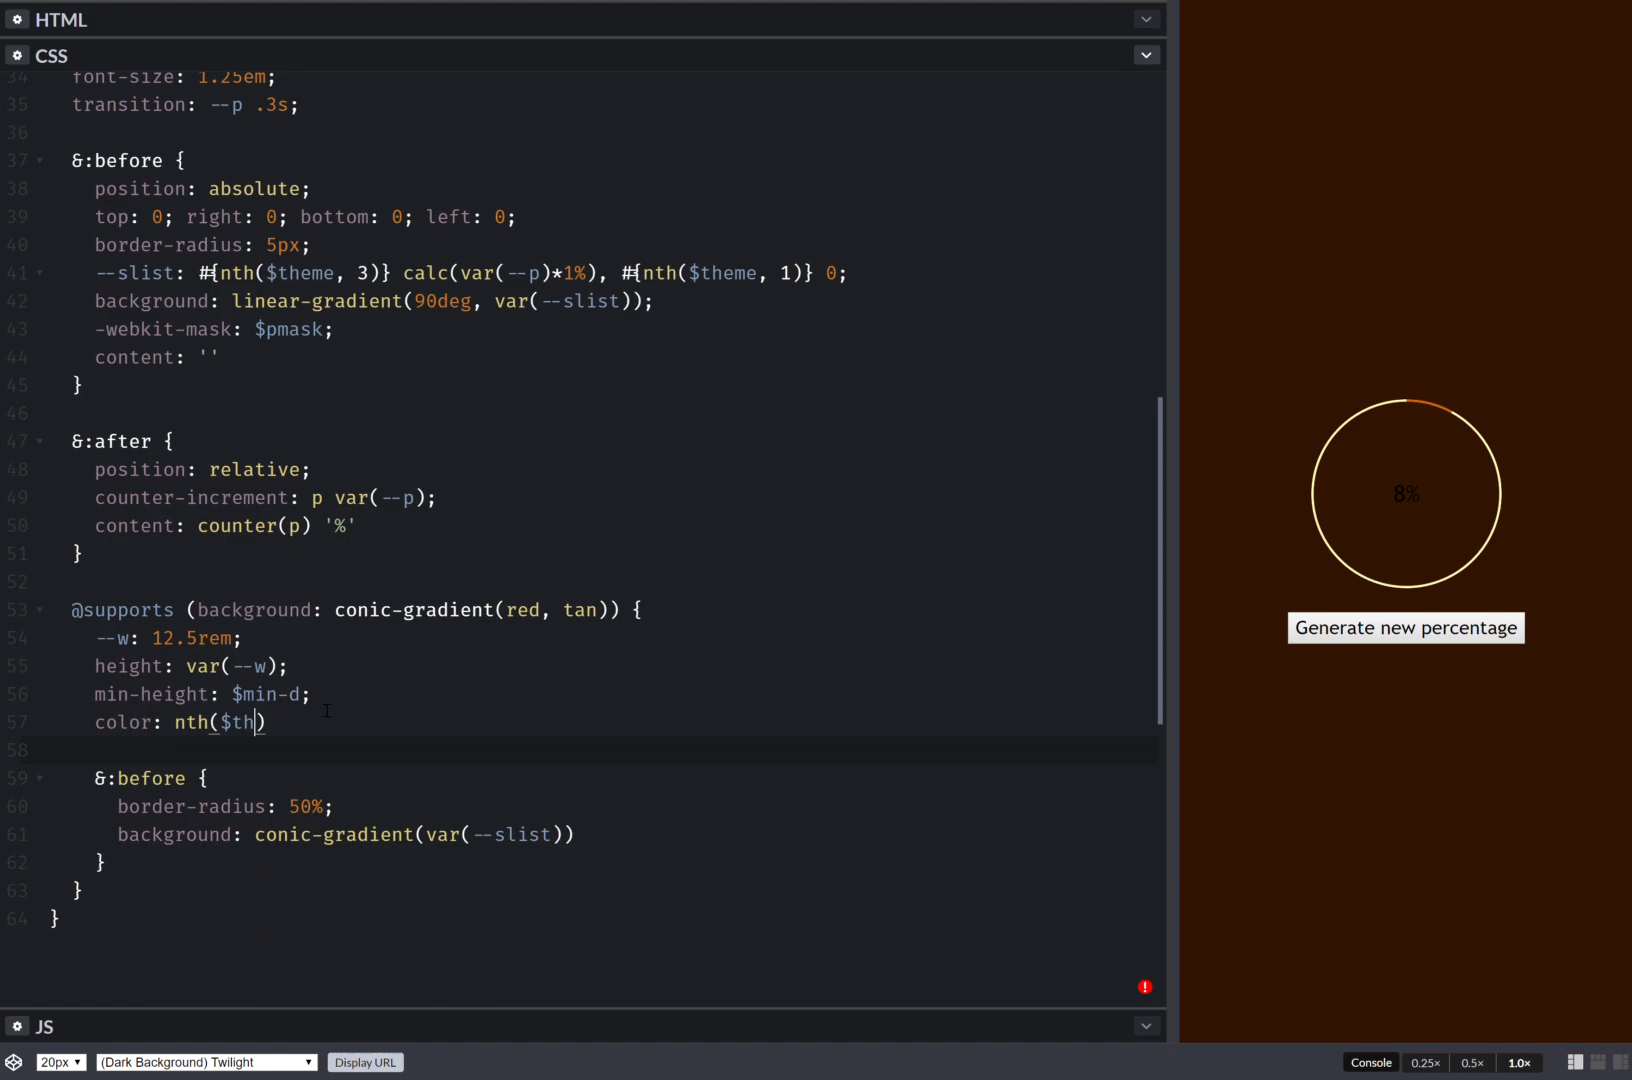 HTML
CSS
34 font-size: 1.25em;
35 transition: --p .3s;
36
37 &:before {
38 position: absolute;
39 top: 0; right: 0; bottom: 0; left: 0;
40 border-radius: 5px;
41 --slist: #{nth($theme, 3)} calc(var(--p)*1%), #{nth($theme, 1)} 0;
42 background: linear-gradient(90deg, var(--slist));
43 -webkit-mask: $pmask;
44 content: ''
45 }
46
47 &:after {
48 position: relative;
49 counter-increment: p var(--p);
50 content: counter(p) '%'
51 }
52
53 @supports (background: conic-gradient(red, tan)) {
54 --w: 12.5rem;
55 height: var(--w);
56 min-height: $min-d;
57 color: nth($th)
58
59 &:before {
60 border-radius: 50%;
61 background: conic-gradient(var(--slist))
62 }
63 }
64 }
8%
Generate new percentage
!
JS
20px
(Dark Background) Twilight
Display URL
Console
0.25×
0.5×
1.0×